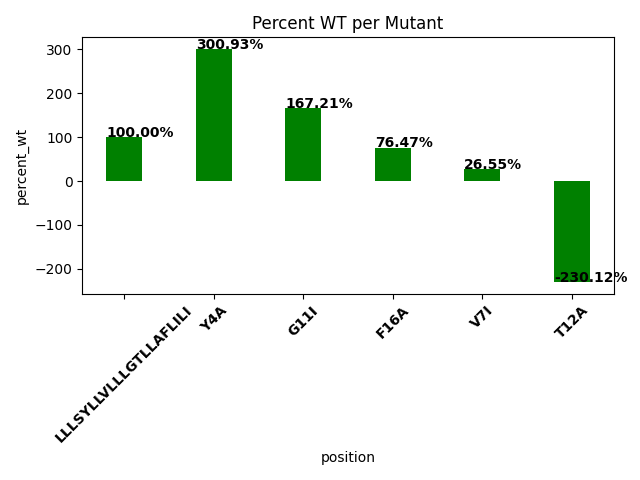 Percent WT per Mutant
percent_wt
300
200
100
0
−100
−200
100.00%
300.93%
167.21%
76.47%
26.55%
-230.12%
LLLSYLLVLLLGTLLAFLILI
Y4A
G11I
F16A
V7I
T12A
position